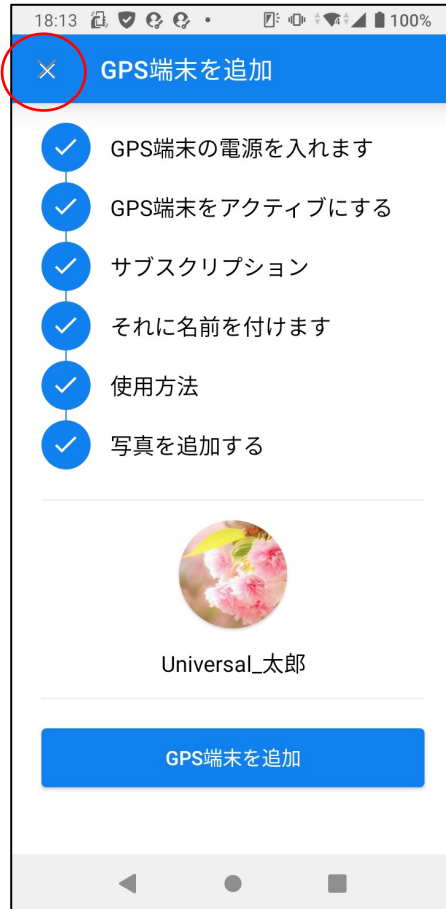 18:13 100%
GPS端末を追加
GPS端末の電源を入れます
GPS端末をアクティブにする
サブスクリプション
それに名前を付けます
使用方法
写真を追加する
Universal_太郎
GPS端末を追加